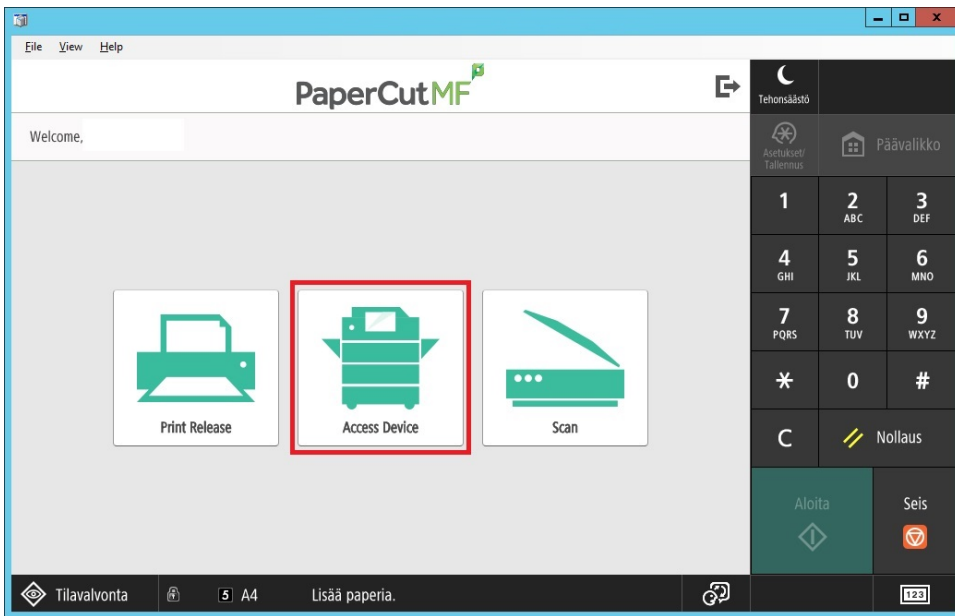 File View Help
PaperCutMF
Welcome,
Print Release
Access Device
Scan
Tehonsäästö
Asetukset/
Tallennus
Päävalikko
1 2 3
ABC DEF
4 5 6
GHI JKL MNO
7 8 9
PQRS TUV WXYZ
* 0 #
C Nollaus
Aloita Seis
Tilavalvonta 5 A4 Lisää paperia. 123